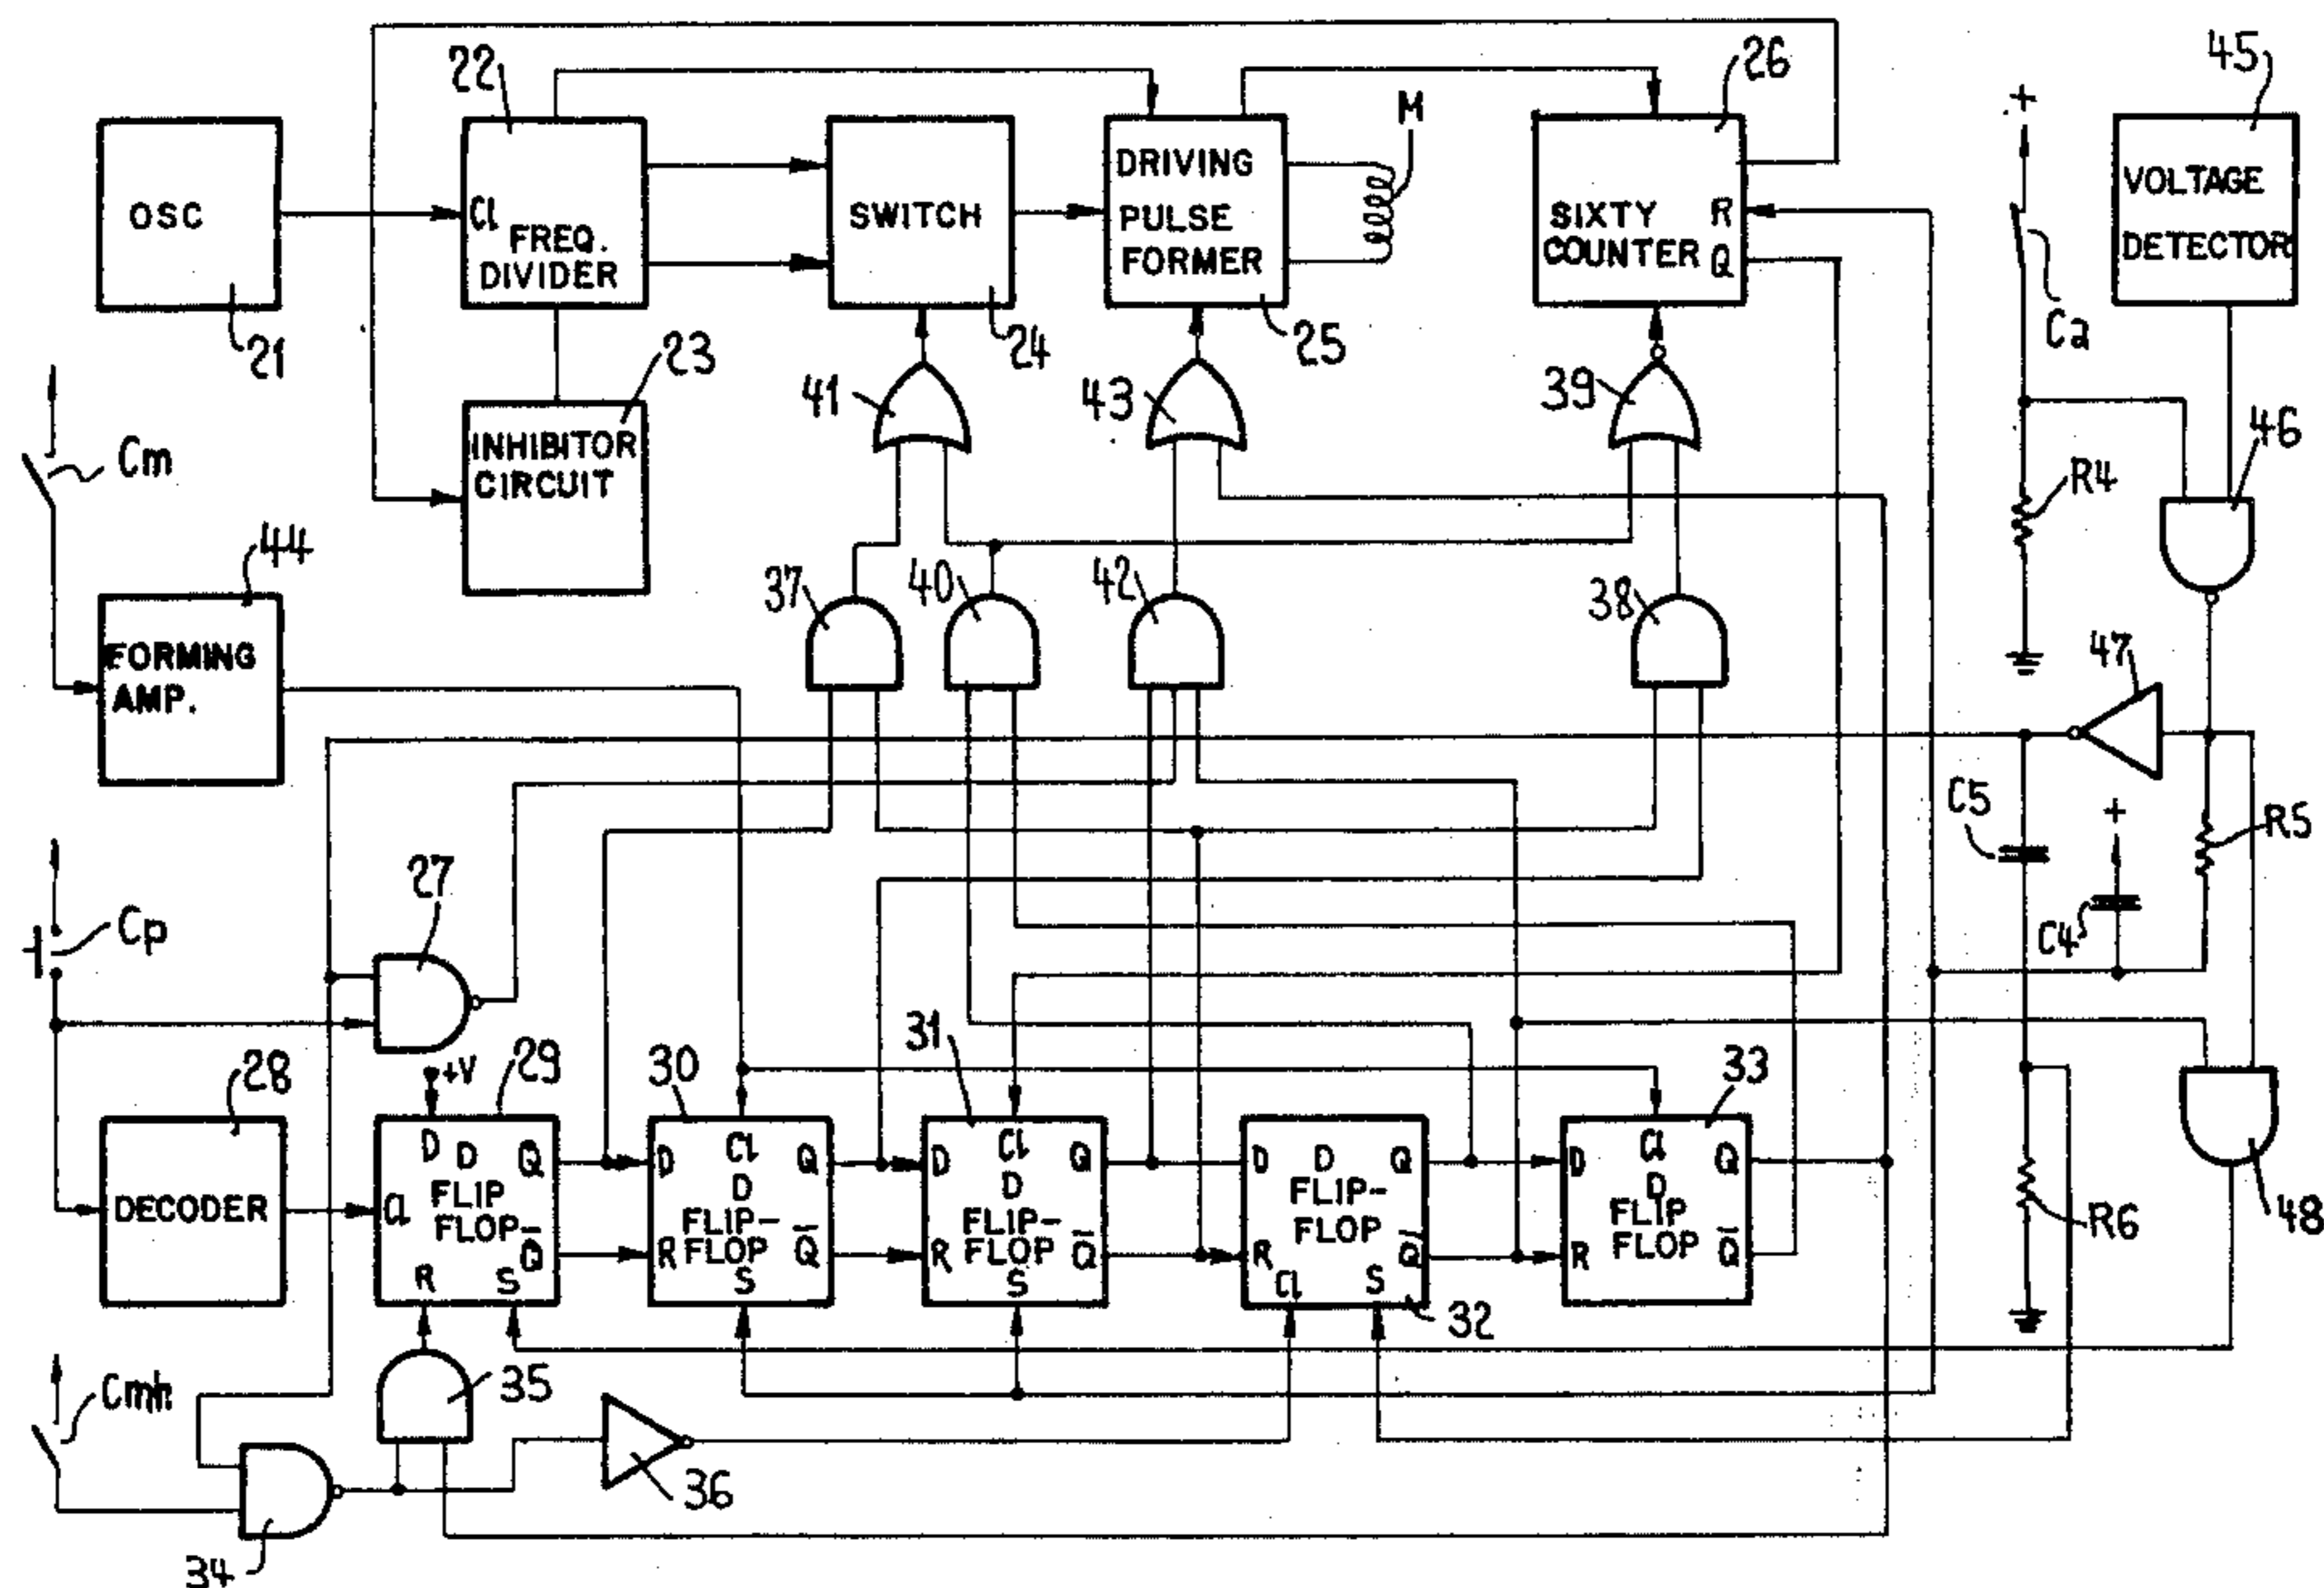 22
26
45
+
M
OSC
Cl
FREQ.
DIVIDER
SWITCH
DRIVING
PULSE
FORMER
SIXTY
COUNTER
R
Q
VOLTAGE
DETECTOR
21
23
24
25
Ca
41
43
39
46
Cm
INHIBITOR
CIRCUIT
R4
44
37
40
42
38
FORMING
AMP.
47
C5
+
R5
27
Cp
C4
31
28
+V
29
30
33
DECODER
D
D
Q
FLIP
FLOP
Cl
Q̅
R
S
D
Cl
Q
D
FLIP-
FLOP
R
Q̅
S
D
Cl
Q
D
FLIP-
FLOP
R
Q̅
S
D
D
Q
FLIP-
FLOP
R
Q̅
Cl
S
32
D
Cl
Q
D
FLIP
FLOP
R
Q̅
R6
48
Cmh
35
36
34